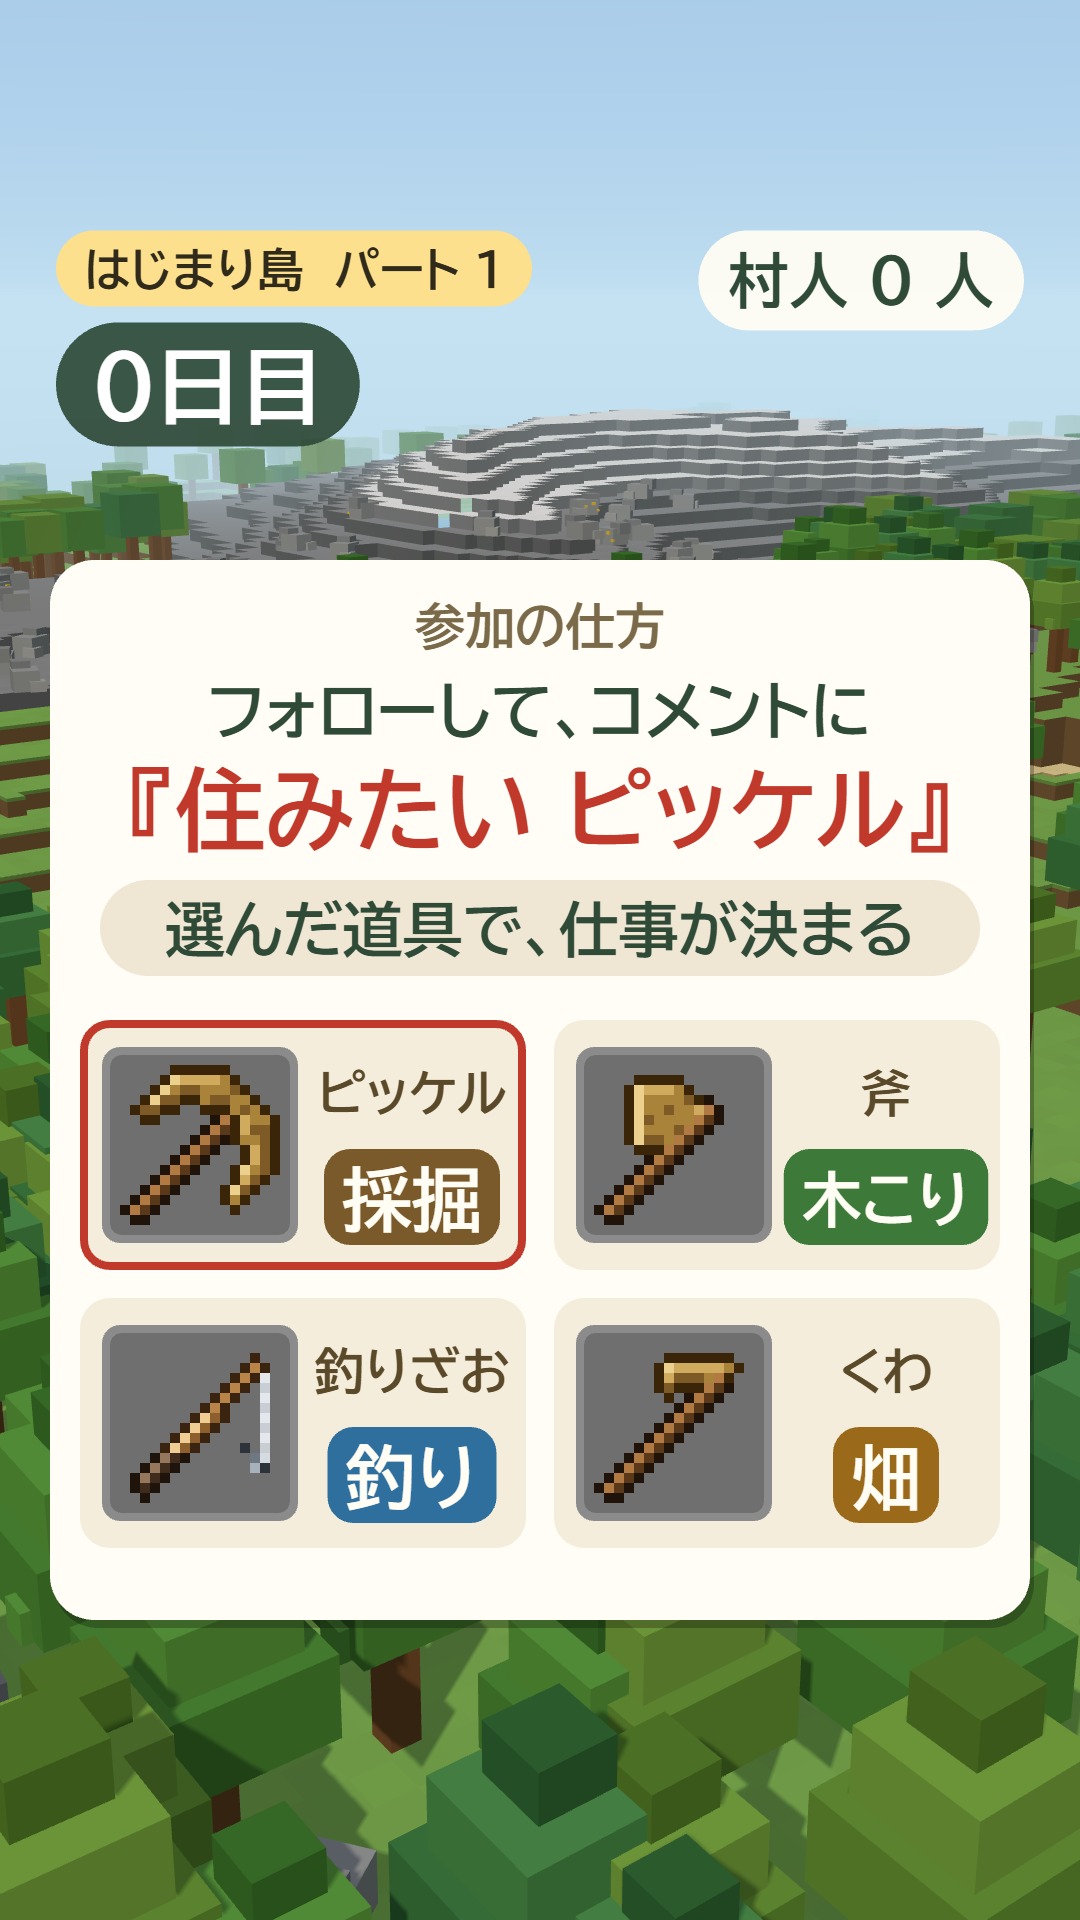 はじまり島 パート 1
村人 0 人
0日目
参加の仕方
フォローして、コメントに
『住みたい ピッケル』
選んだ道具で、仕事が決まる
ピッケル
採掘
斧
木こり
釣りざお
釣り
くわ
畑